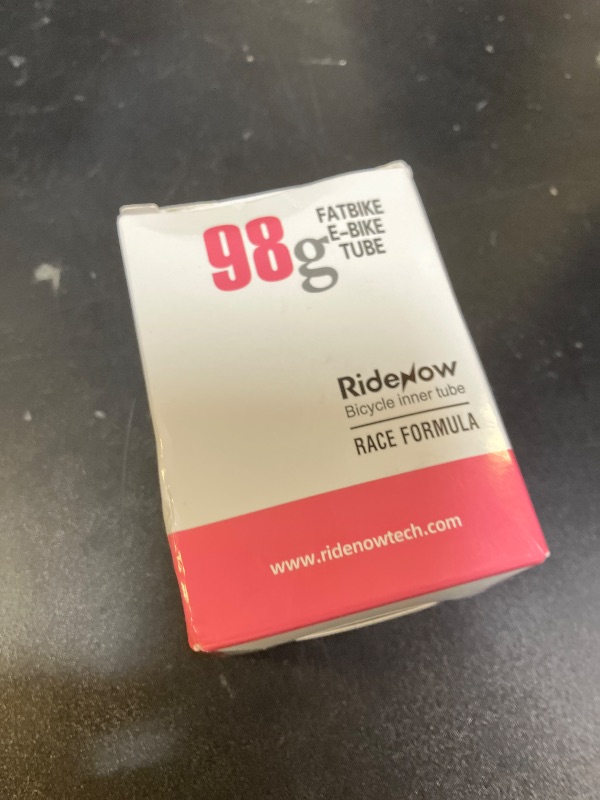 98g
FATBIKE
E-BIKE
TUBE
RideNow
Bicycle inner tube
RACE FORMULA
www.ridenowtech.com